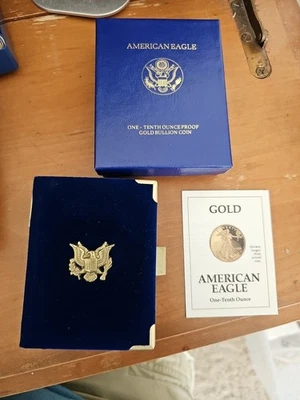 AMERICAN EAGLE
ONE - TENTH OUNCE PROOF
GOLD BULLION COIN
GOLD
AMERICAN
EAGLE
One/Tenth Ounce